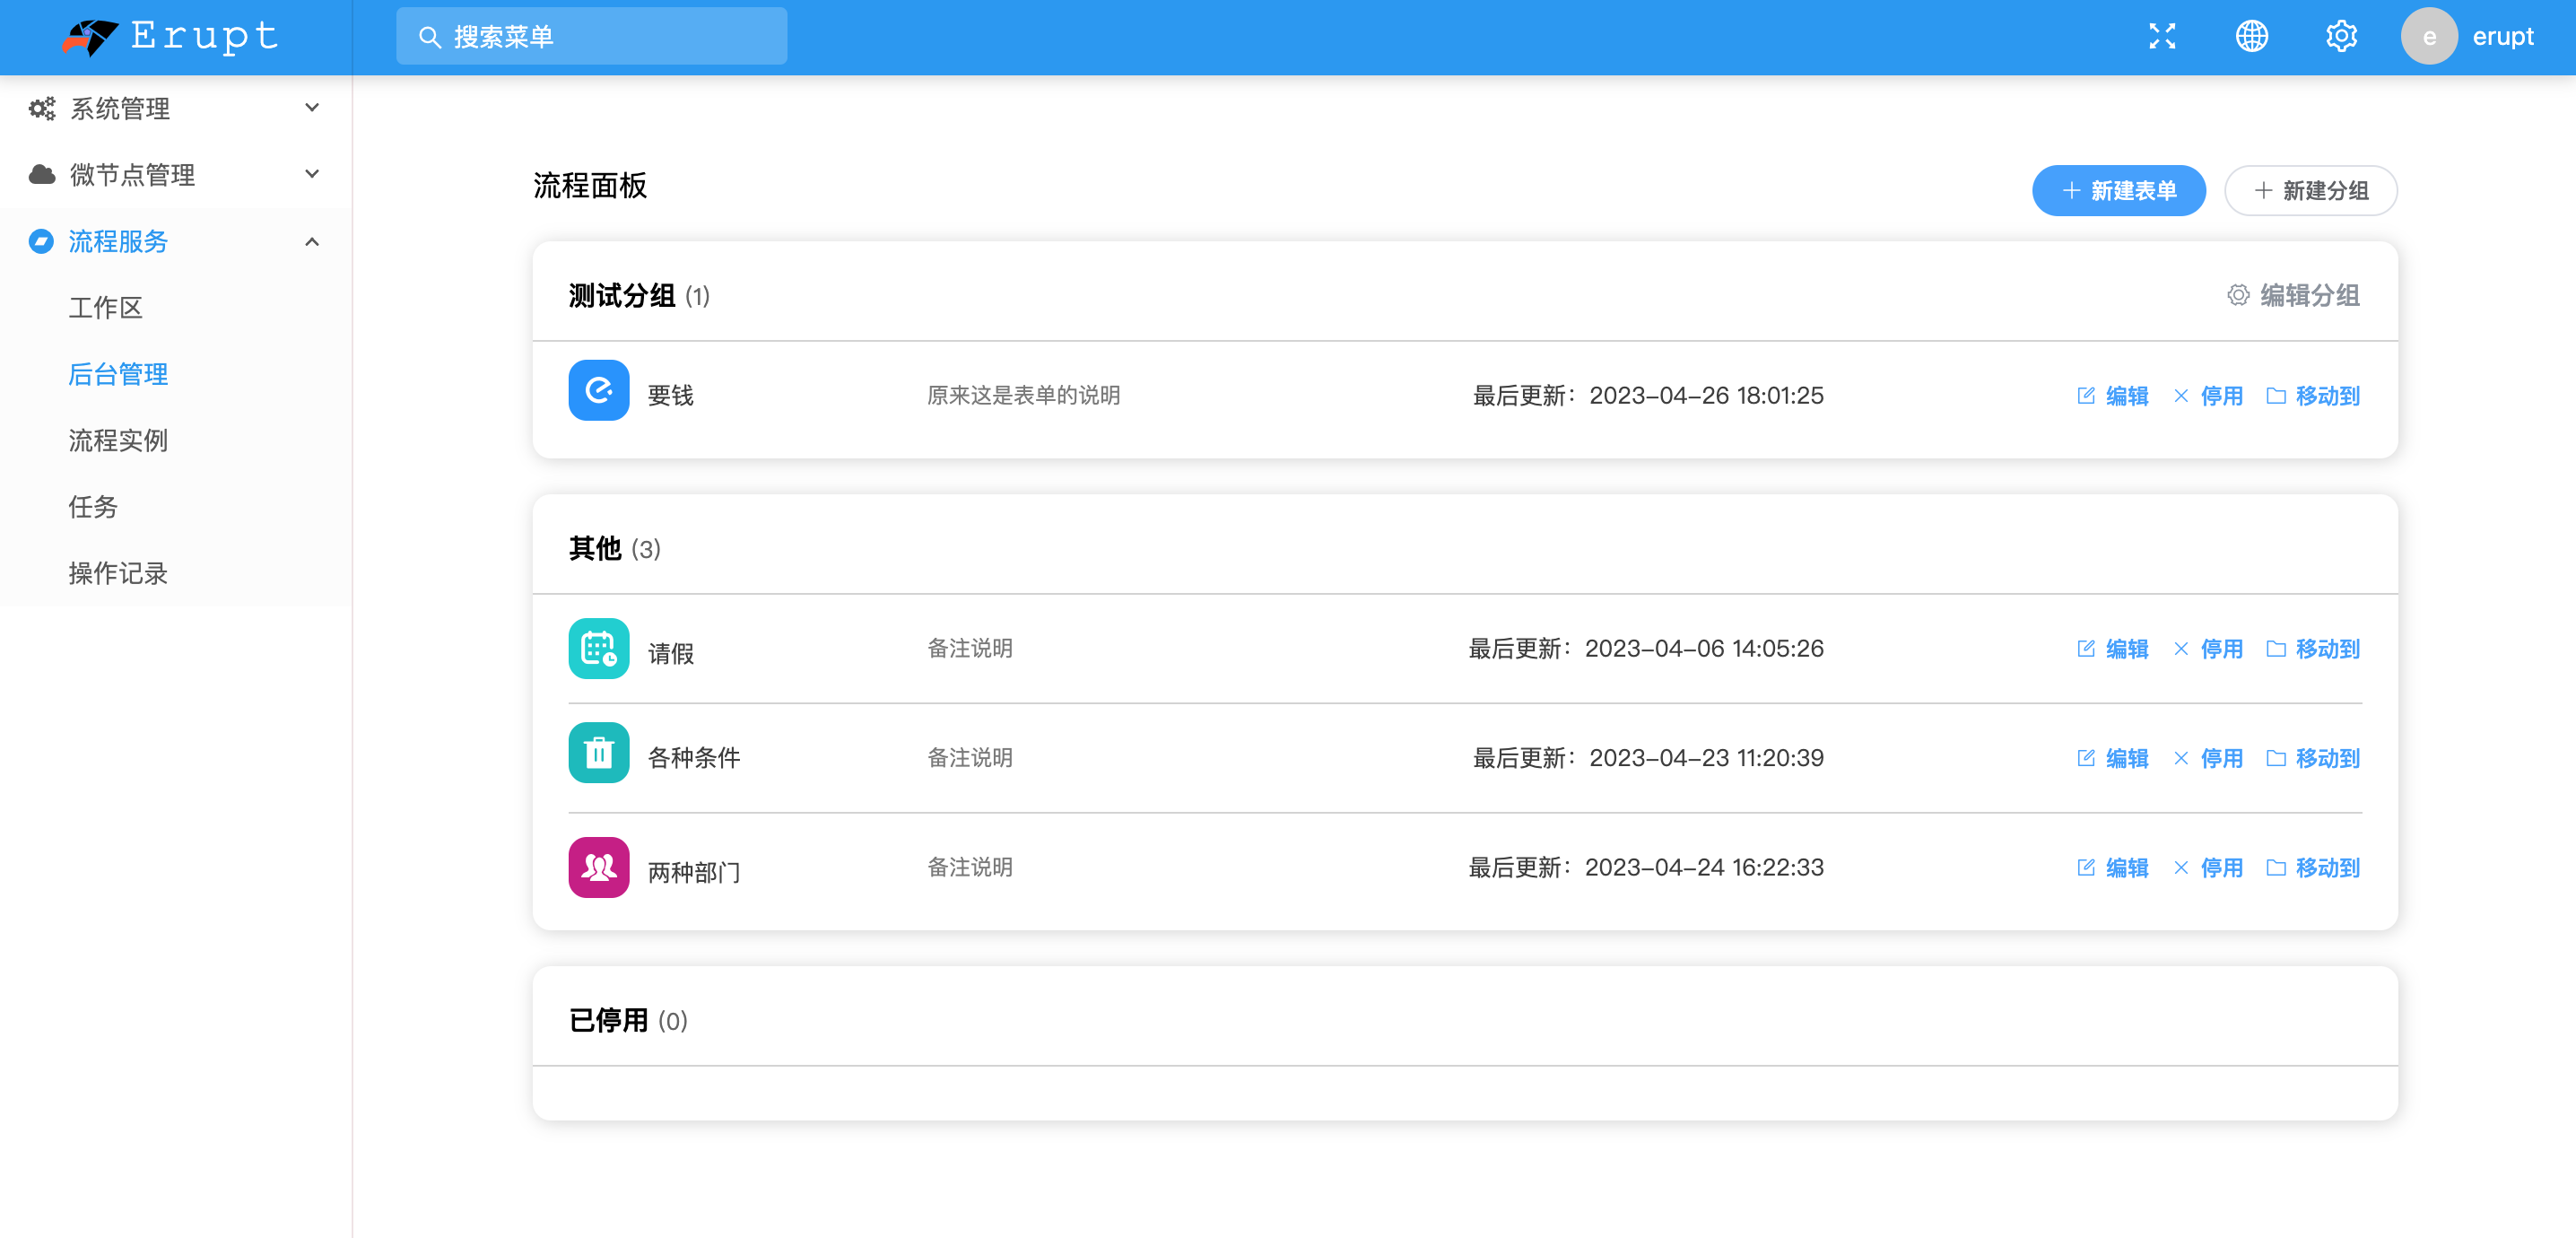 Erupt
搜索菜单
e erupt
系统管理
微节点管理
流程服务
工作区
后台管理
流程实例
任务
操作记录
流程面板
新建表单 新建分组
测试分组 (1) 编辑分组
要钱 原来这是表单的说明 最后更新：2023-04-26 18:01:25 编辑 停用 移动到
其他 (3)
请假 备注说明 最后更新：2023-04-06 14:05:26 编辑 停用 移动到
各种条件 备注说明 最后更新：2023-04-23 11:20:39 编辑 停用 移动到
两种部门 备注说明 最后更新：2023-04-24 16:22:33 编辑 停用 移动到
已停用 (0)